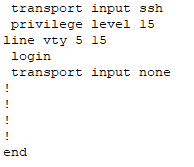 transport input ssh
privilege level 15
line vty 5 15
login
transport input none
!
!
!
!
end